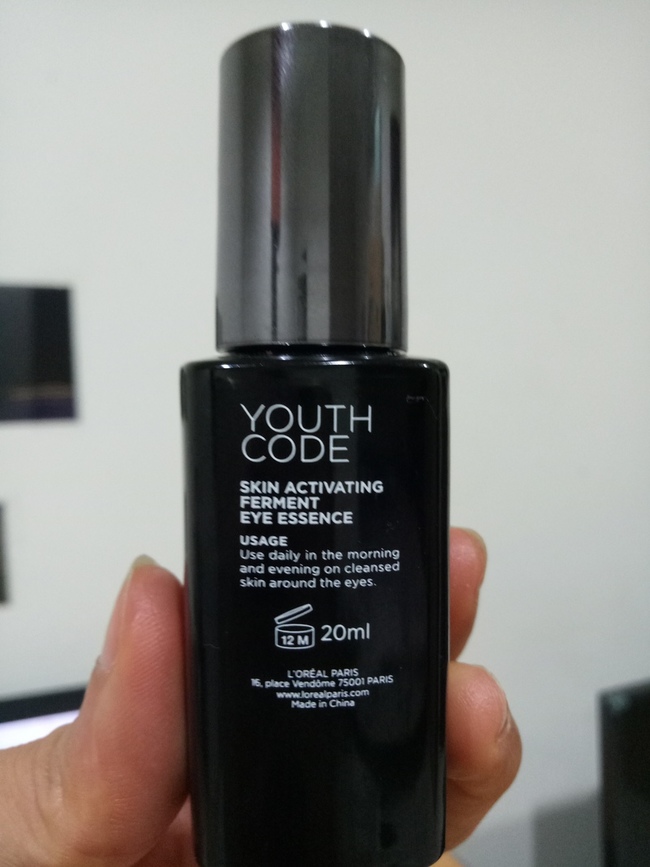 YOUTH
CODE
SKIN ACTIVATING
FERMENT
EYE ESSENCE
USAGE
Use daily in the morning
and evening on cleansed
skin around the eyes.
12 M 20ml
L'ORÉAL PARIS
16, place Vendôme 75001 PARIS
www.lorealparis.com
Made in China